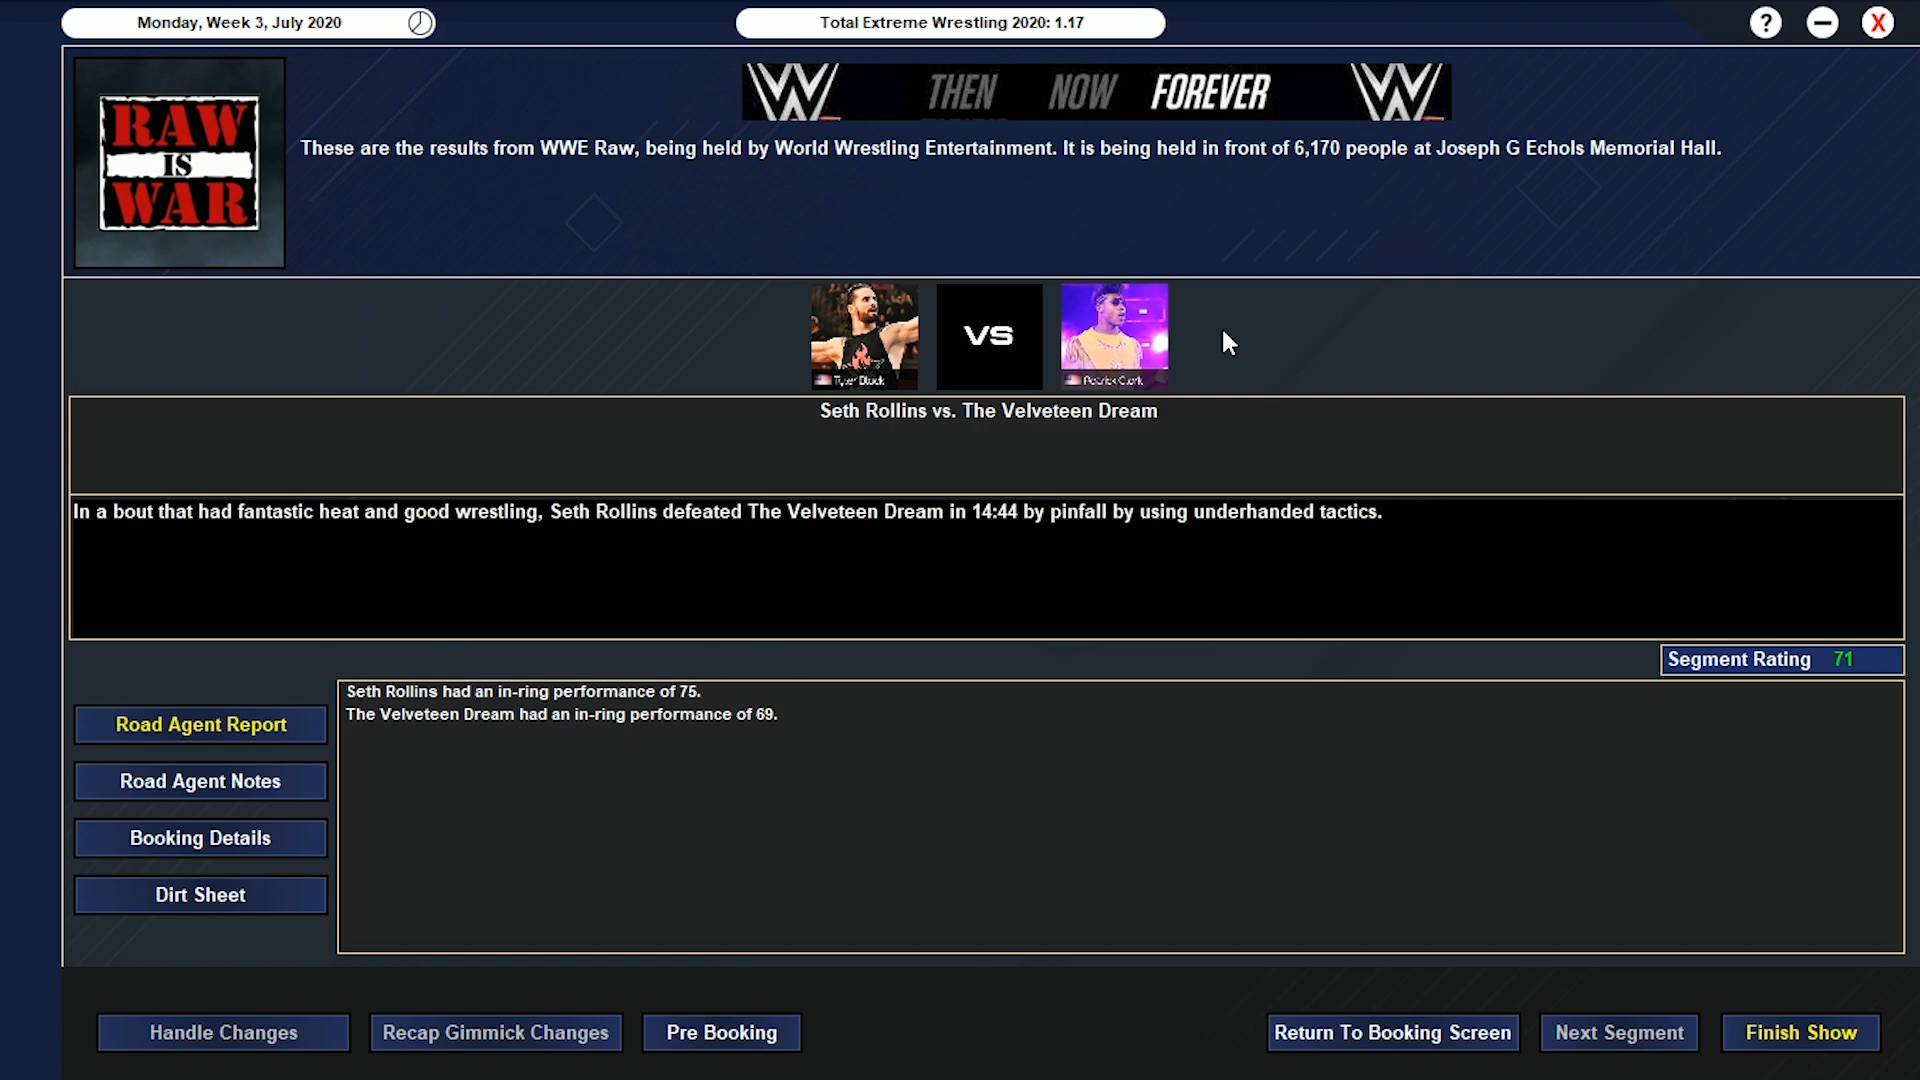 Monday, Week 3, July 2020
Total Extreme Wrestling 2020: 1.17
?
X
RAW
IS
WAR
THEN NOW FOREVER
These are the results from WWE Raw, being held by World Wrestling Entertainment. It is being held in front of 6,170 people at Joseph G Echols Memorial Hall.
Tyler Black
VS
Patrick Clark
Seth Rollins vs. The Velveteen Dream
In a bout that had fantastic heat and good wrestling, Seth Rollins defeated The Velveteen Dream in 14:44 by pinfall by using underhanded tactics.
Segment Rating 71
Seth Rollins had an in-ring performance of 75.
The Velveteen Dream had an in-ring performance of 69.
Road Agent Report
Road Agent Notes
Booking Details
Dirt Sheet
Handle Changes
Recap Gimmick Changes
Pre Booking
Return To Booking Screen
Next Segment
Finish Show